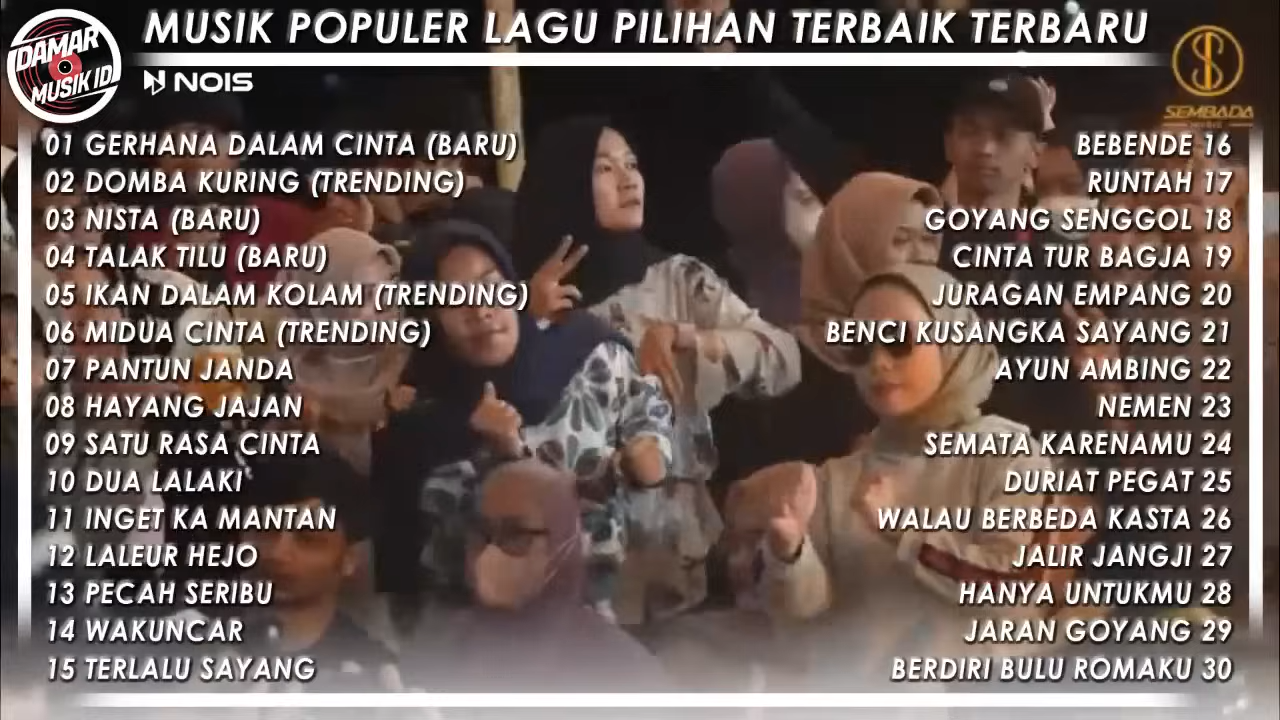 MUSIK POPULER LAGU PILIHAN TERBAIK TERBARU
DAMAR
MUSIK ID
NOIS
SEMBADA
01 GERHANA DALAM CINTA (BARU)
02 DOMBA KURING (TRENDING)
03 NISTA (BARU)
04 TALAK TILU (BARU)
05 IKAN DALAM KOLAM (TRENDING)
06 MIDUA CINTA (TRENDING)
07 PANTUN JANDA
08 HAYANG JAJAN
09 SATU RASA CINTA
10 DUA LALAKI
11 INGET KA MANTAN
12 LALEUR HEJO
13 PECAH SERIBU
14 WAKUNCAR
15 TERLALU SAYANG
BEBENDE 16
RUNTAH 17
GOYANG SENGGOL 18
CINTA TUR BAGJA 19
JURAGAN EMPANG 20
BENCI KUSANGKA SAYANG 21
AYUN AMBING 22
NEMEN 23
SEMATA KARENAMU 24
DURIAT PEGAT 25
WALAU BERBEDA KASTA 26
JALIR JANGJI 27
HANYA UNTUKMU 28
JARAN GOYANG 29
BERDIRI BULU ROMAKU 30